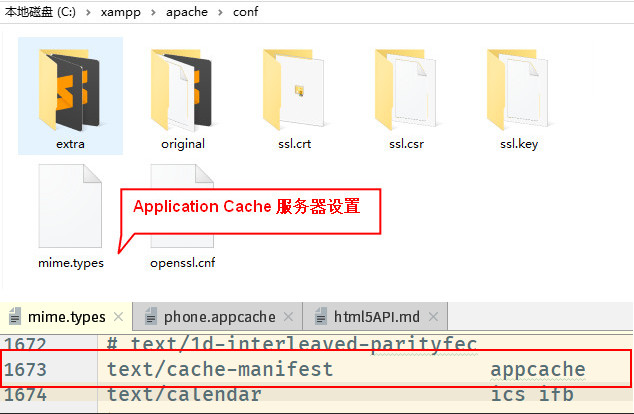 本地磁盘 (C:) › xampp › apache › conf
extra original ssl.crt ssl.csr ssl.key
Application Cache 服务器设置
mime.types openssl.cnf
mime.types × phone.appcache × html5API.md ×
1672 # text/1d-interleaved-parityfec
1673 text/cache-manifest appcache
1674 text/calendar ics ifb